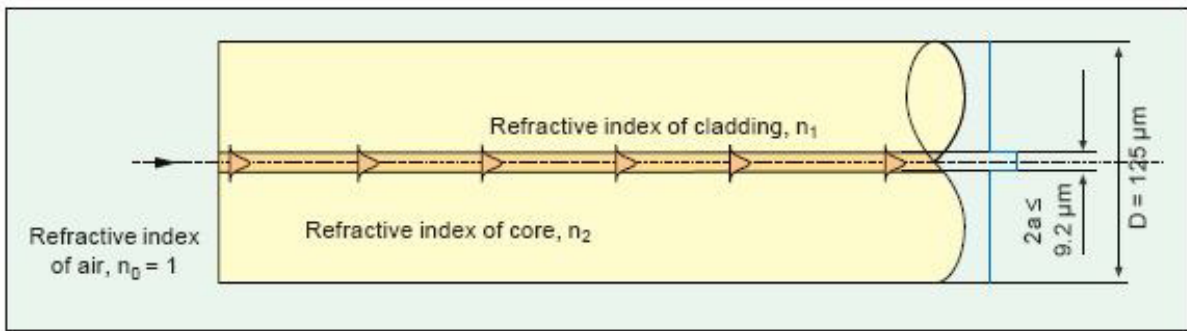 Refractive index of cladding, n₁
Refractive index of core, n₂
Refractive index
of air, n₀ = 1
2a ≤
9.2 μm
D = 125 μm